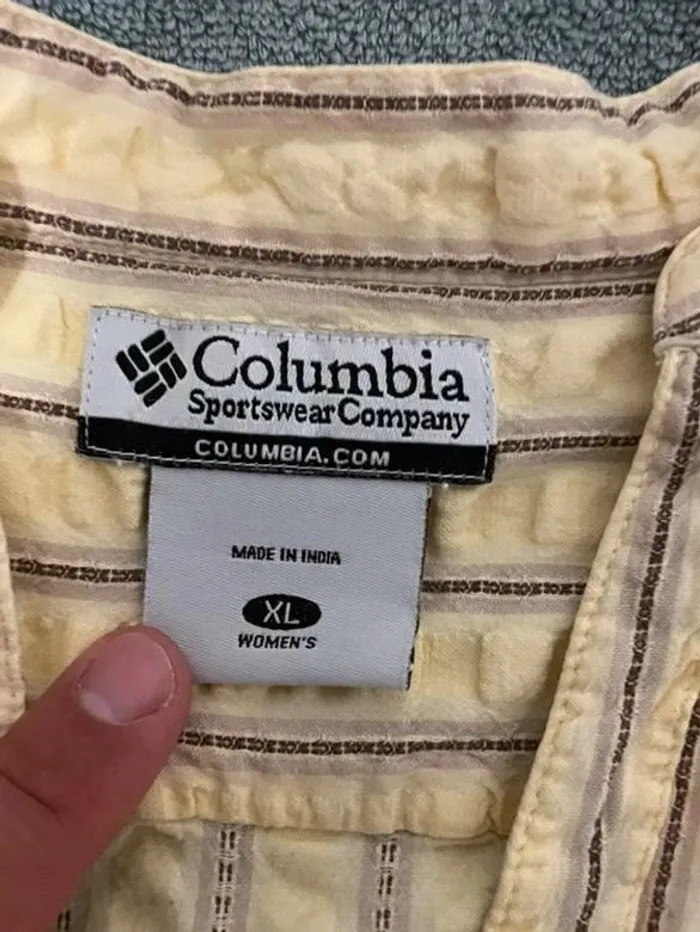 Columbia
Sportswear Company
COLUMBIA.COM
MADE IN INDIA
XL
WOMEN'S